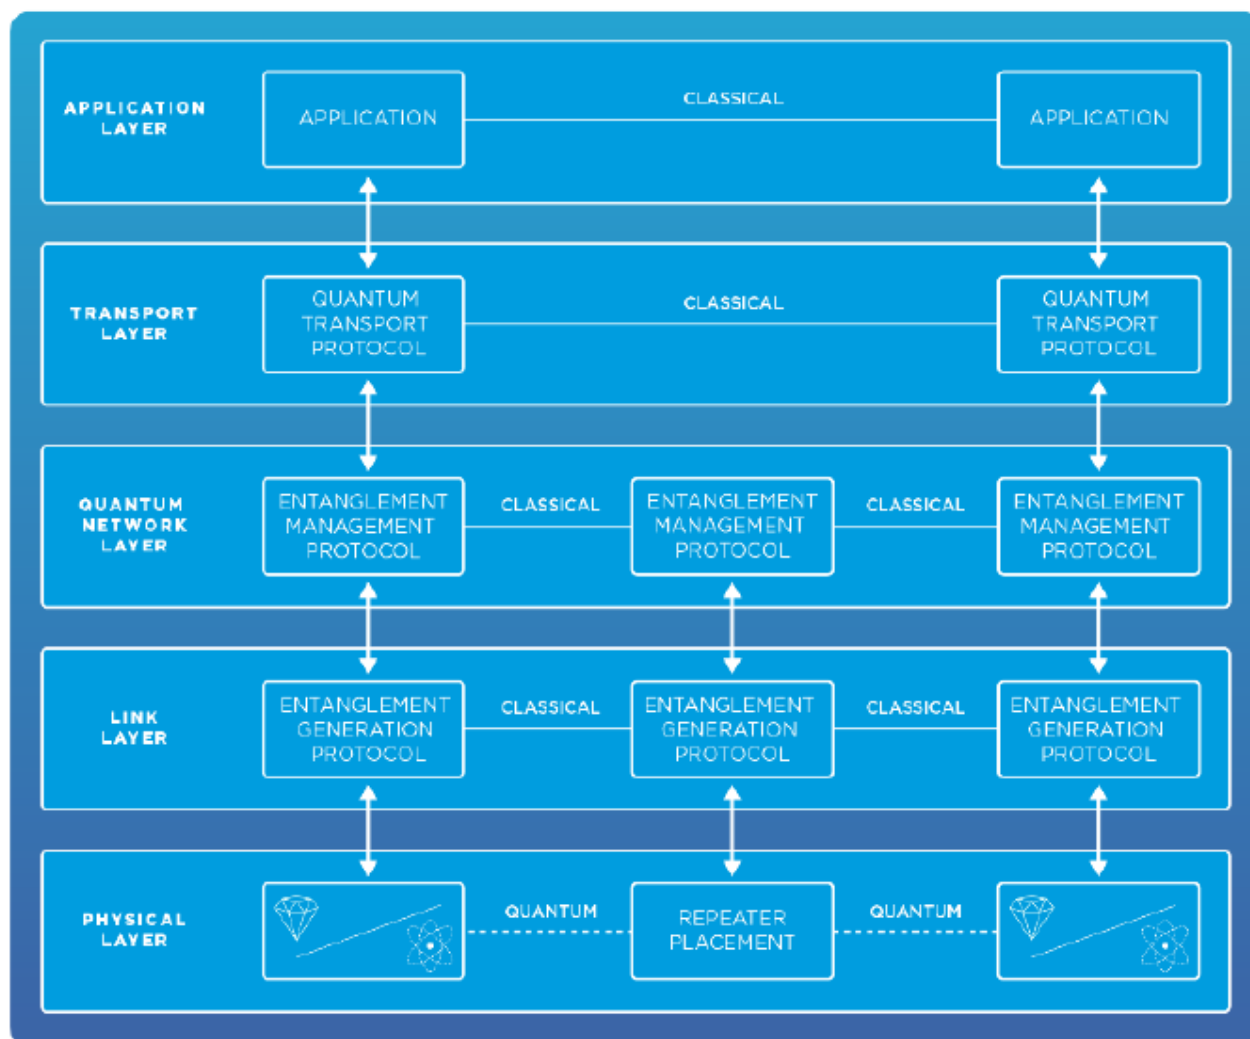 APPLICATION
LAYER
APPLICATION
CLASSICAL
APPLICATION
TRANSPORT
LAYER
QUANTUM
TRANSPORT
PROTOCOL
CLASSICAL
QUANTUM
TRANSPORT
PROTOCOL
QUANTUM
NETWORK
LAYER
ENTANGLEMENT
MANAGEMENT
PROTOCOL
CLASSICAL
ENTANGLEMENT
MANAGEMENT
PROTOCOL
CLASSICAL
ENTANGLEMENT
MANAGEMENT
PROTOCOL
LINK
LAYER
ENTANGLEMENT
GENERATION
PROTOCOL
CLASSICAL
ENTANGLEMENT
GENERATION
PROTOCOL
CLASSICAL
ENTANGLEMENT
GENERATION
PROTOCOL
PHYSICAL
LAYER
QUANTUM
REPEATER
PLACEMENT
QUANTUM